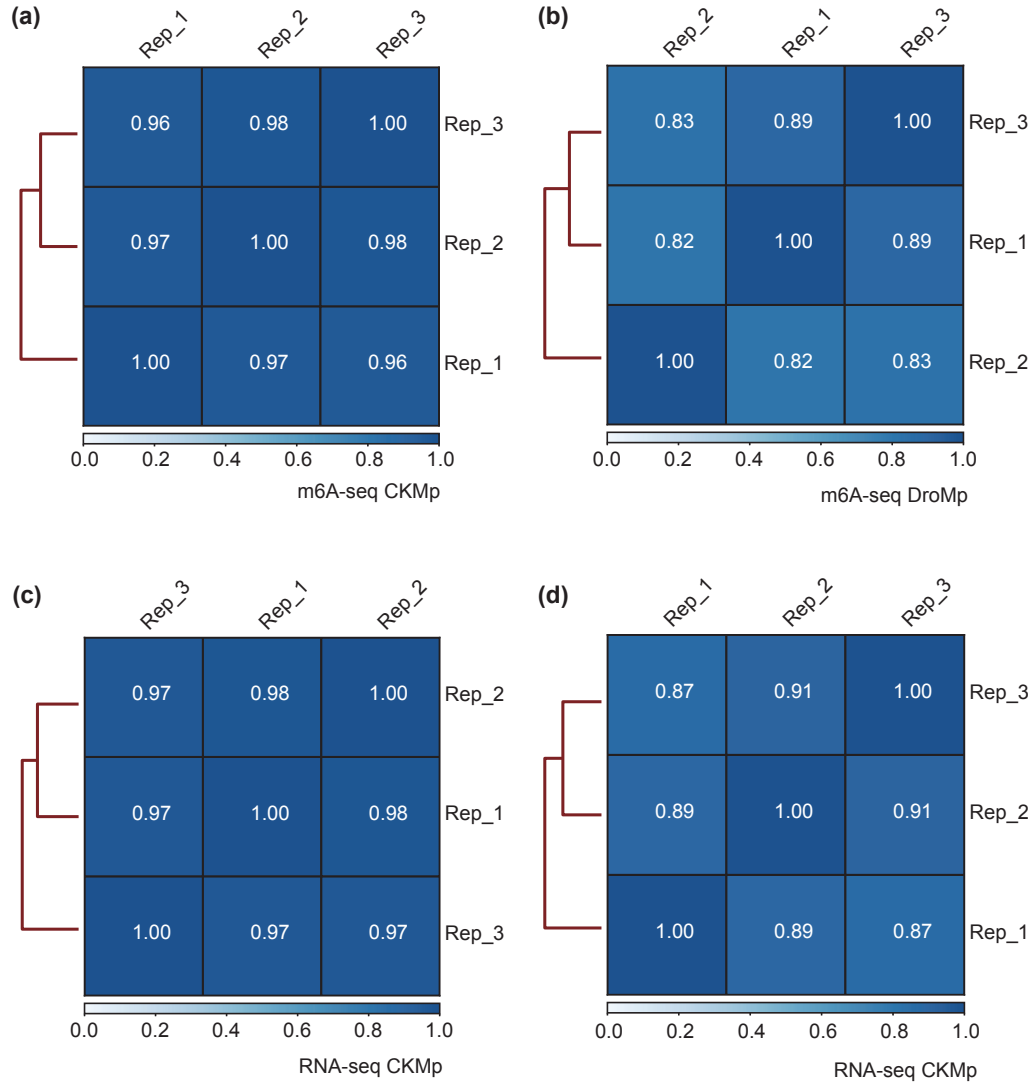 (a)
Rep_1 Rep_2 Rep_3
0.96 0.98 1.00 Rep_3
0.97 1.00 0.98 Rep_2
1.00 0.97 0.96 Rep_1
0.0 0.2 0.4 0.6 0.8 1.0
m6A-seq CKMp
(b)
Rep_2 Rep_1 Rep_3
0.83 0.89 1.00 Rep_3
0.82 1.00 0.89 Rep_1
1.00 0.82 0.83 Rep_2
0.0 0.2 0.4 0.6 0.8 1.0
m6A-seq DroMp
(c)
Rep_3 Rep_1 Rep_2
0.97 0.98 1.00 Rep_2
0.97 1.00 0.98 Rep_1
1.00 0.97 0.97 Rep_3
0.0 0.2 0.4 0.6 0.8 1.0
RNA-seq CKMp
(d)
Rep_1 Rep_2 Rep_3
0.87 0.91 1.00 Rep_3
0.89 1.00 0.91 Rep_2
1.00 0.89 0.87 Rep_1
0.0 0.2 0.4 0.6 0.8 1.0
RNA-seq CKMp